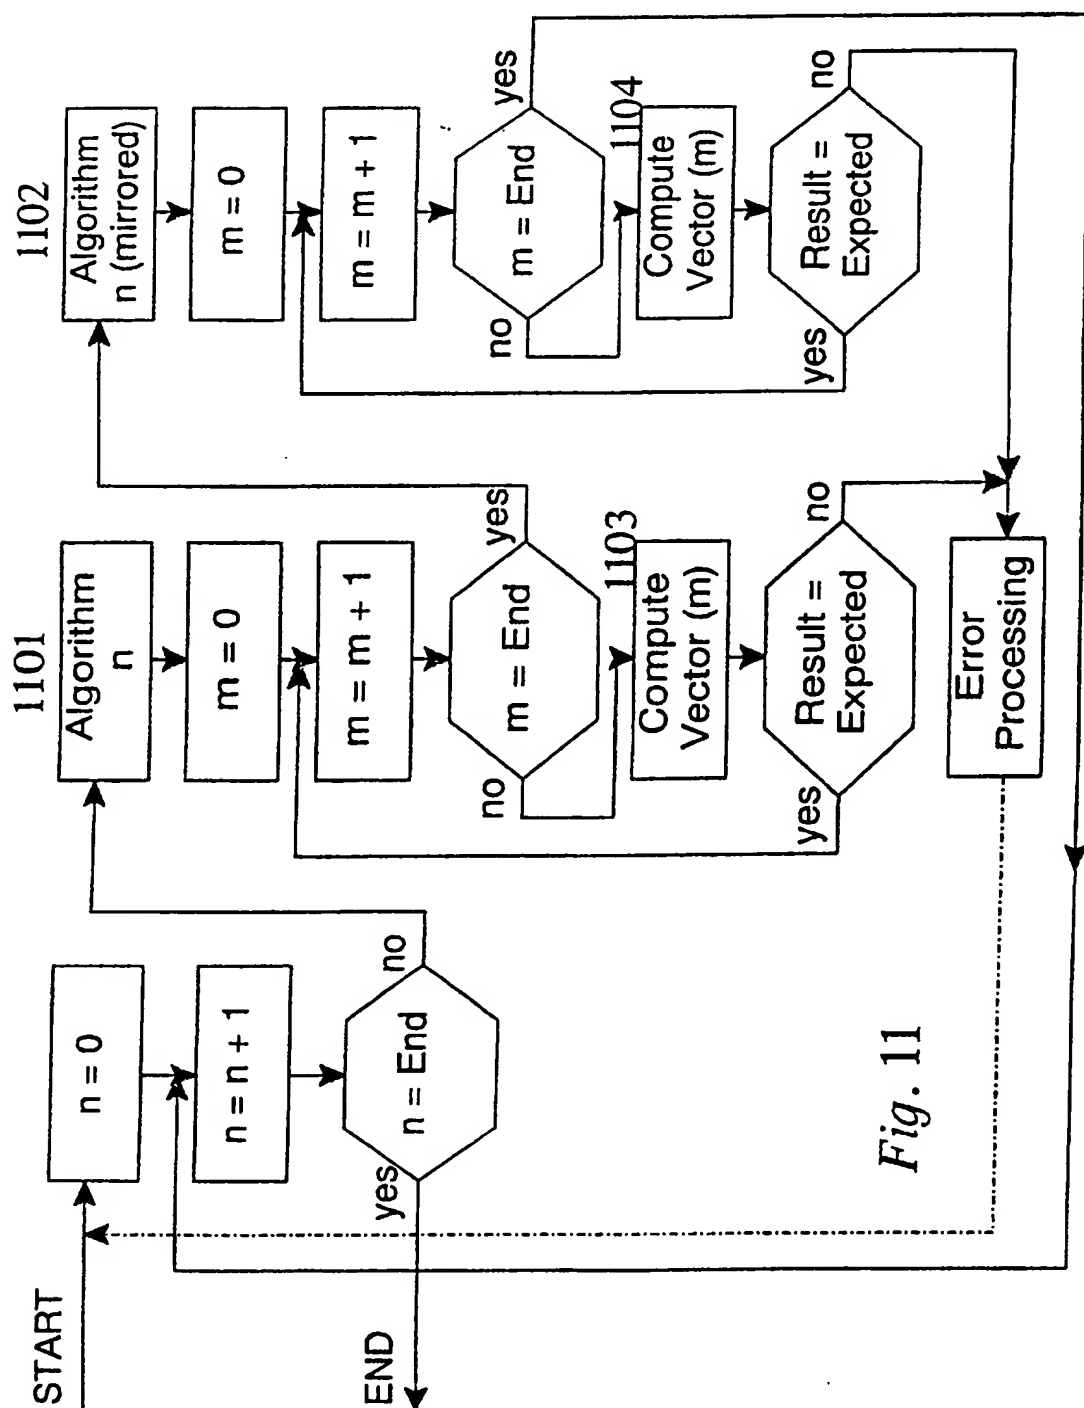 START
n = 0
n = n + 1
n = End
yes
no
END
1101
Algorithm
n
m = 0
m = m + 1
m = End
yes
no
1103
Compute
Vector (m)
Result =
Expected
yes
no
Error
Processing
1102
Algorithm
n (mirrored)
m = 0
m = m + 1
m = End
yes
no
1104
Compute
Vector (m)
Result =
Expected
yes
no
Fig. 11